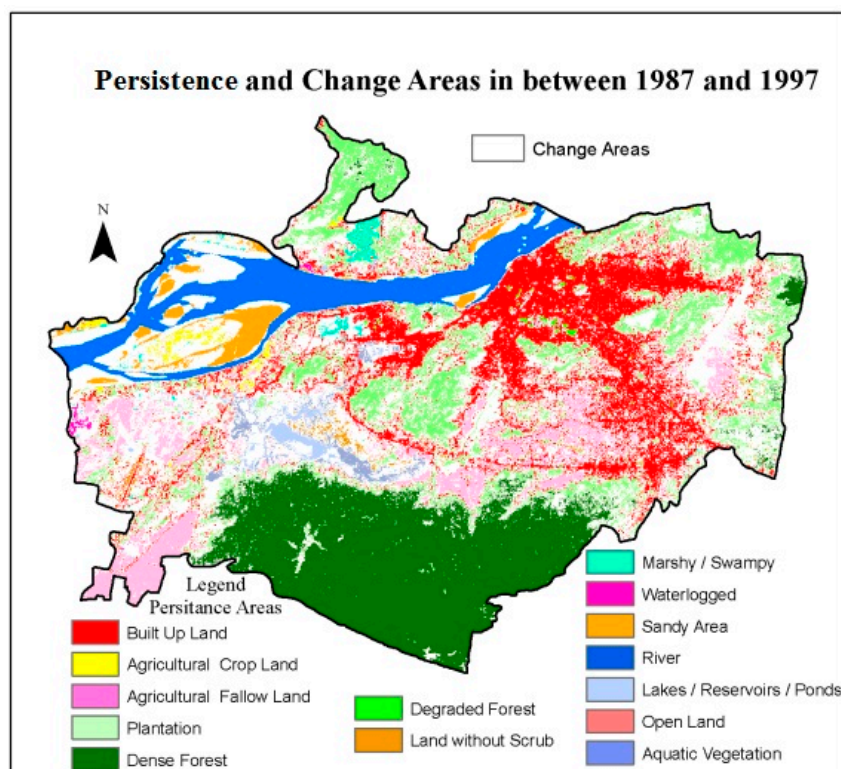 Persistence and Change Areas in between 1987 and 1997
Change Areas
N
Legend
Persitance Areas
Built Up Land
Agricultural Crop Land
Agricultural Fallow Land
Plantation
Dense Forest
Degraded Forest
Land without Scrub
Marshy / Swampy
Waterlogged
Sandy Area
River
Lakes / Reservoirs / Ponds
Open Land
Aquatic Vegetation